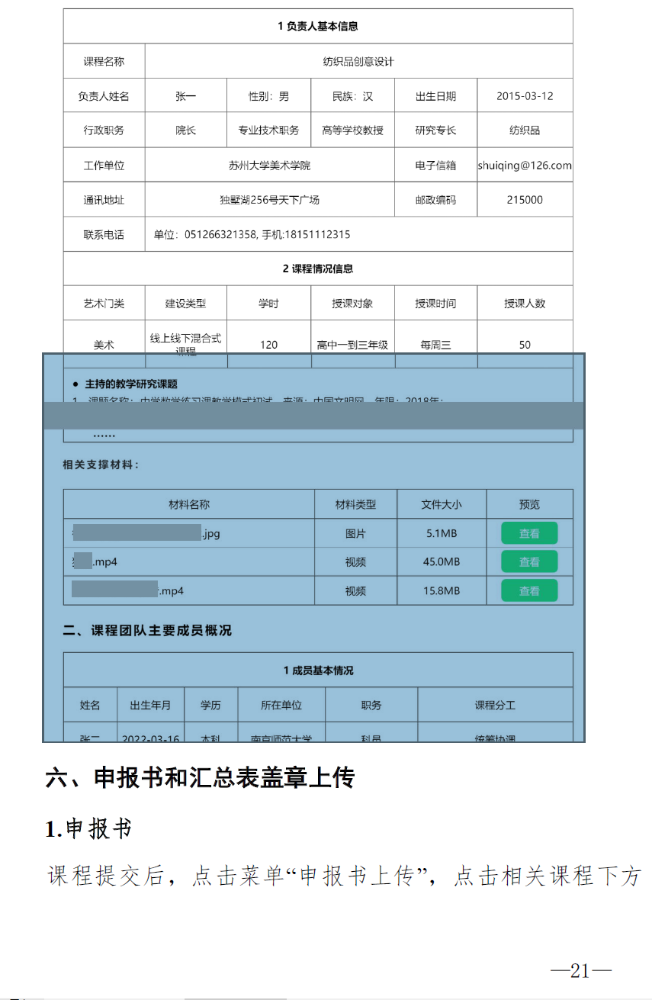 1 负责人基本信息
课程名称 纺织品创意设计
负责人姓名 张一 性别：男 民族：汉 出生日期 2015-03-12
行政职务 院长 专业技术职务 高等学校教授 研究专长 纺织品
工作单位 苏州大学美术学院 电子信箱 shuiqing@126.com
通讯地址 独墅湖256号天下广场 邮政编码 215000
联系电话 单位：051266321358, 手机:18151112315
2 课程情况信息
艺术门类 建设类型 学时 授课对象 授课时间 授课人数
美术 线上线下混合式课程 120 高中一到三年级 每周三 50
● 主持的教学研究课题
1、课题名称：中学数学练习课教学模式初试，来源：中国文明网，年限：2018年；
......
相关支撑材料：
材料名称 材料类型 文件大小 预览
.jpg 图片 5.1MB 查看
.mp4 视频 45.0MB 查看
.mp4 视频 15.8MB 查看
二、课程团队主要成员概况
1 成员基本情况
姓名 出生年月 学历 所在单位 职务 课程分工
张二 2022-03-16 本科 南京师范大学 科员 统筹协调
六、申报书和汇总表盖章上传
1.申报书
课程提交后，点击菜单“申报书上传”，点击相关课程下方
—21—